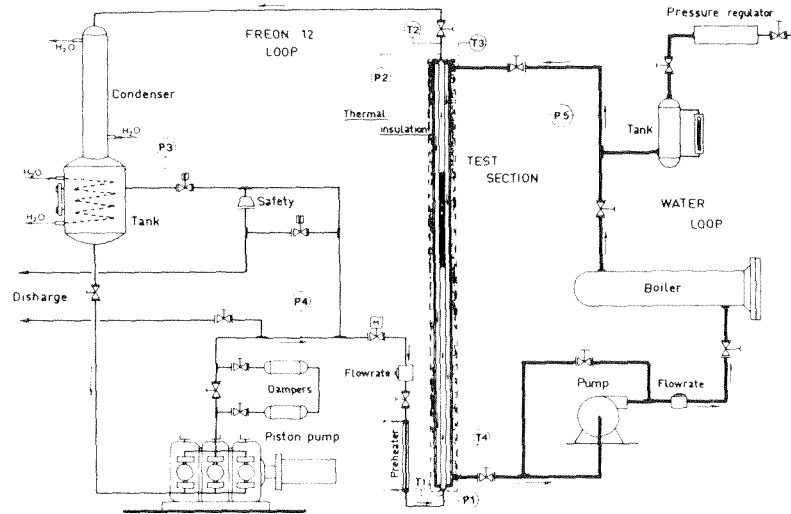 Pressure regulator
T2
T3
H₂O
FREON 12
LOOP
P2
Condenser
Thermal
insulation
P5
Tank
H₂O
P3
TEST
SECTION
H₂O
Safety
WATER
LOOP
H₂O
Tank
Disharge
P4
Boiler
H
Flowrate
Dampers
Pump
Flowrate
Piston pump
Preheater
T4
T1
P1